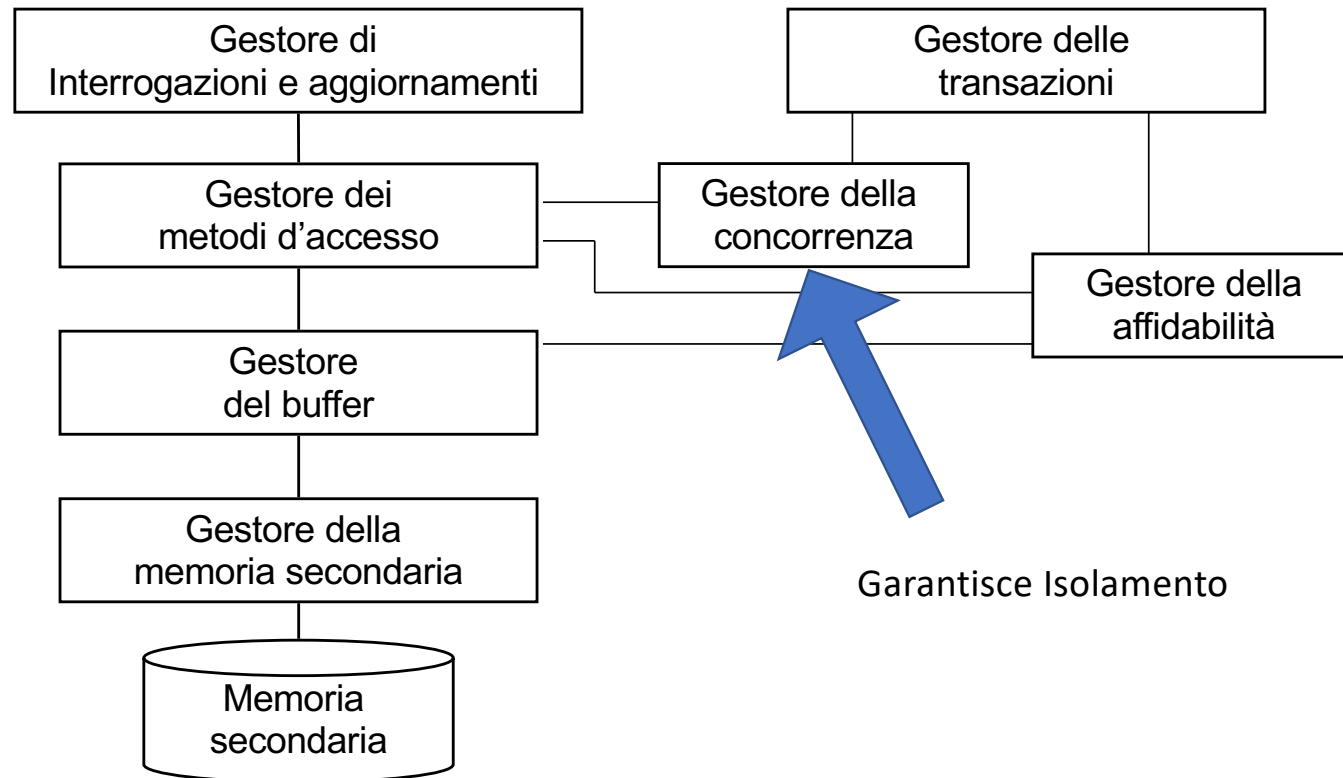 Gestore di
Interrogazioni e aggiornamenti
Gestore delle
transazioni
Gestore dei
metodi d’accesso
Gestore della
concorrenza
Gestore della
affidabilità
Gestore
del buffer
Gestore della
memoria secondaria
Garantisce Isolamento
Memoria
secondaria